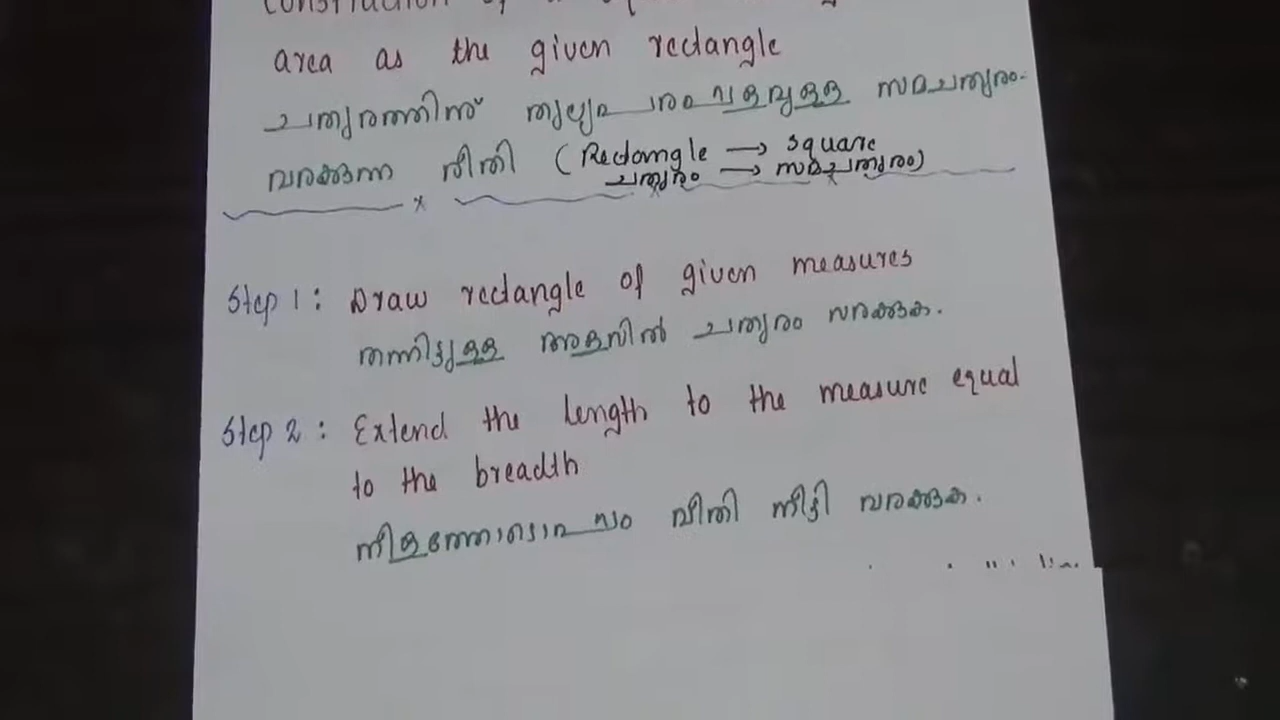 area as the given rectangle
ചതുരത്തിന് തുല്യമായ പരപ്പളവുള്ള സമചതുരം
വരക്കുന്ന രീതി (Rectangle → square
ചതുരം → സമചതുരം)
Step 1: Draw rectangle of given measures
തന്നിട്ടുള്ള അളവിൽ ചതുരം വരക്കുക.
Step 2: Extend the length to the measure equal
to the breadth
നീളത്തോടൊപ്പം വീതി നീട്ടി വരക്കുക.